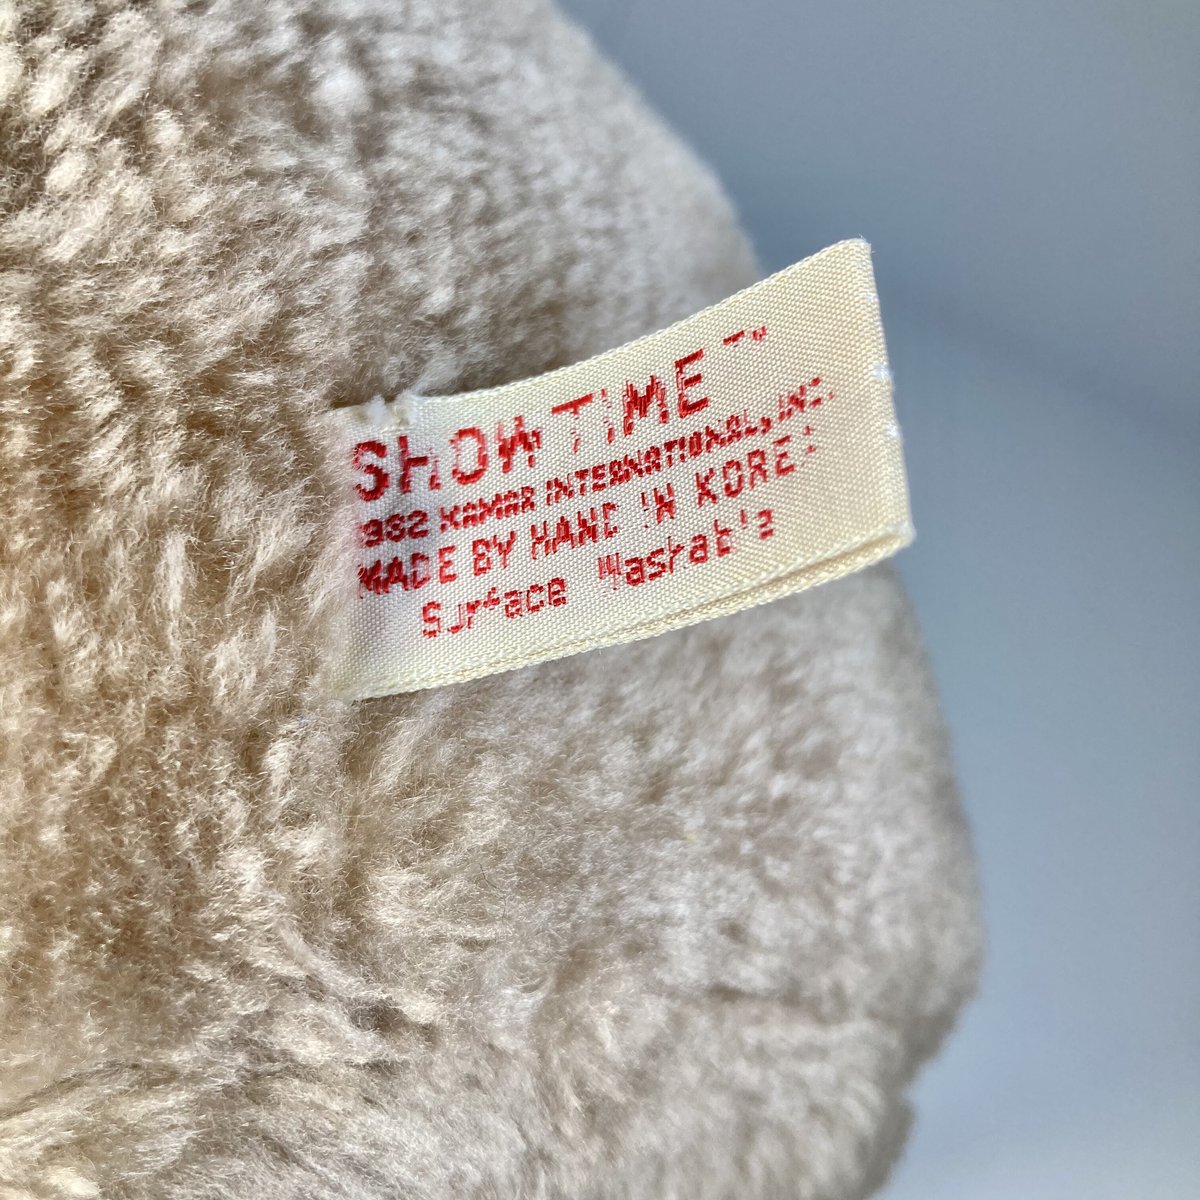 SHOWTIME™
1982 KAMAR INTERNATIONAL, INC.
MADE BY HAND IN KOREA
Surface Washable